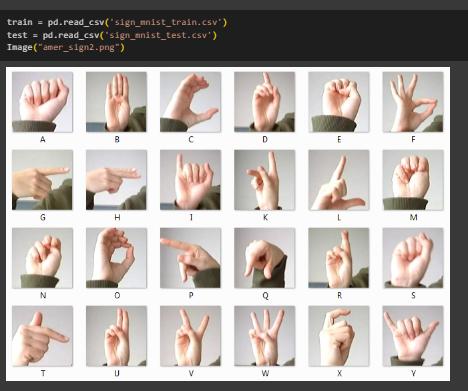 train = pd.read_csv('sign_mnist_train.csv')
test = pd.read_csv('sign_mnist_test.csv')
Image("amer_sign2.png")
A B C D E F
G H I K L M
N O P Q R S
T U V W X Y